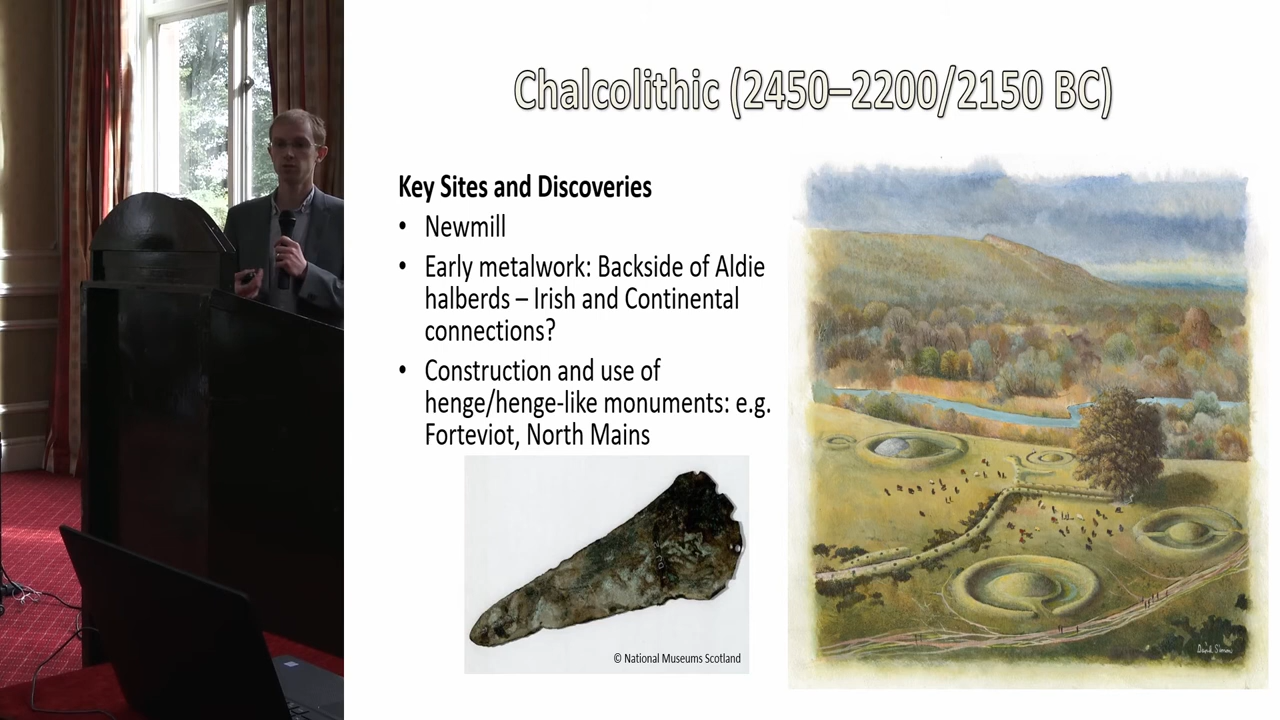 Chalcolithic (2450–2200/2150 BC)
Key Sites and Discoveries
• Newmill
• Early metalwork: Backside of Aldie
halberds – Irish and Continental
connections?
• Construction and use of
henge/henge-like monuments: e.g.
Forteviot, North Mains
© National Museums Scotland